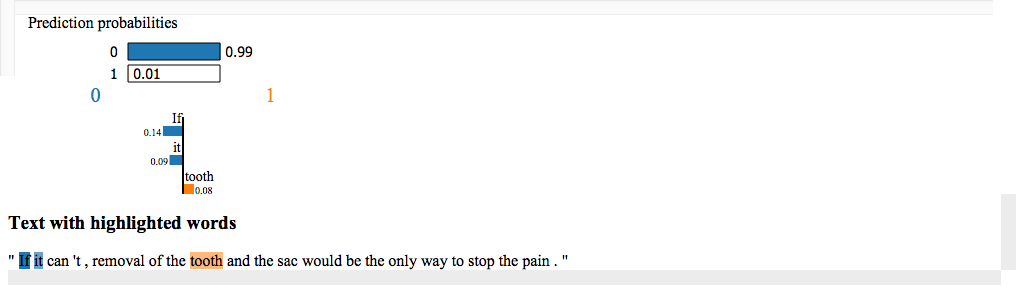 Prediction probabilities
0 0.99
1 0.01
0 1
If
0.14
it
0.09
tooth
0.08
Text with highlighted words
" If it can 't , removal of the tooth and the sac would be the only way to stop the pain . "